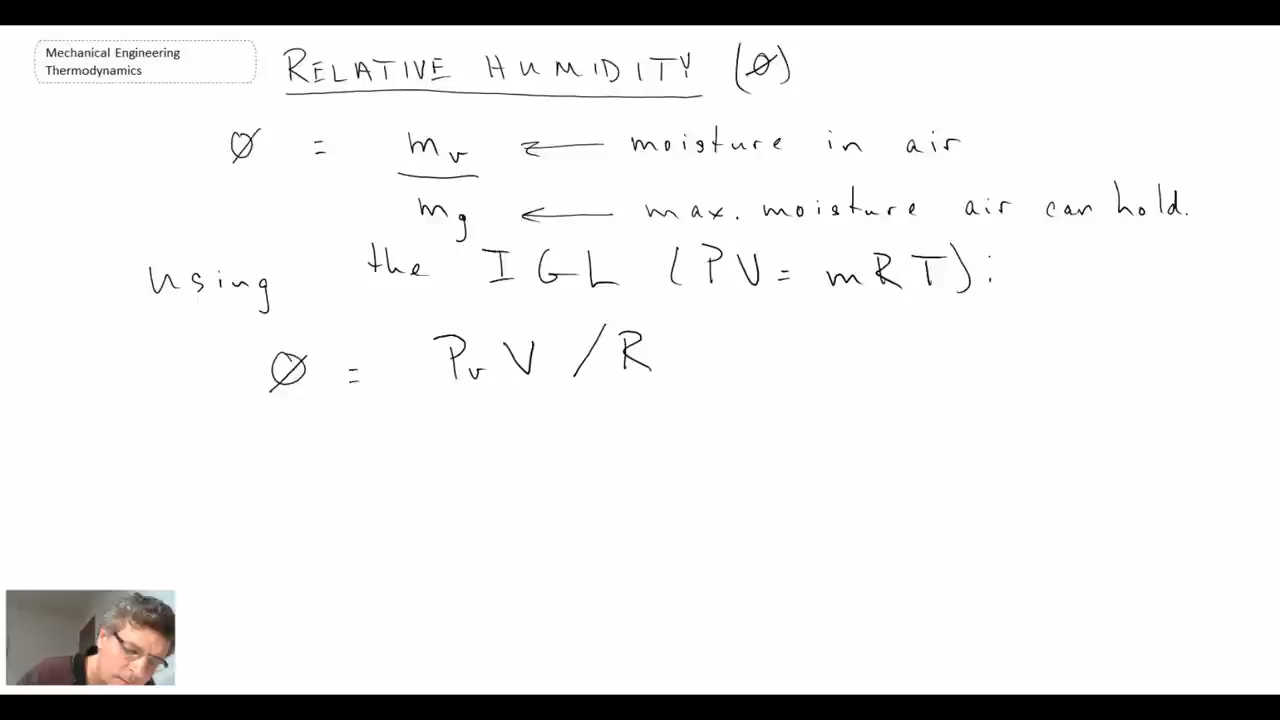 Mechanical Engineering
Thermodynamics
RELATIVE HUMIDITY (Ø)
Ø = mv ← moisture in air
mg ← max. moisture air can hold.
using the IGL (PV = mRT):
Ø = PvV / R